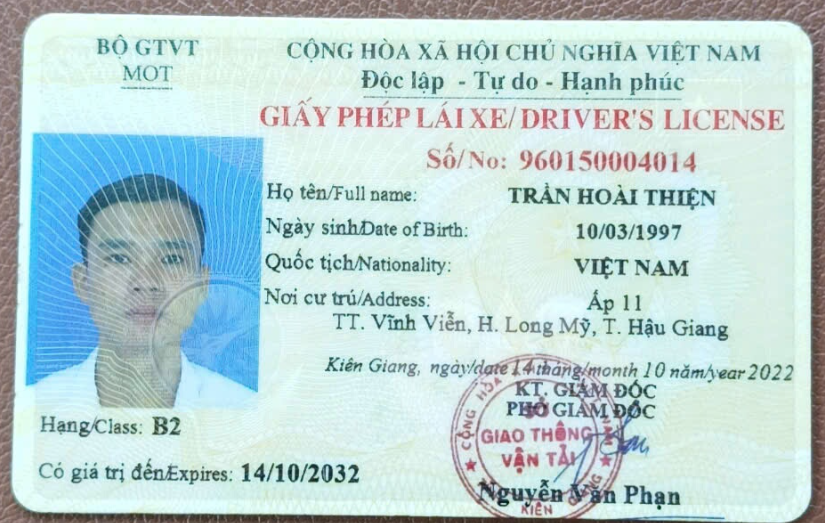 BỘ GTVT
MOT
CỘNG HÒA XÃ HỘI CHỦ NGHĨA VIỆT NAM
Độc lập - Tự do - Hạnh phúc
GIẤY PHÉP LÁI XE/ DRIVER'S LICENSE
Số/No: 960150004014
Họ tên/Full name: TRẦN HOÀI THIỆN
Ngày sinh/Date of Birth: 10/03/1997
Quốc tịch/Nationality: VIỆT NAM
Nơi cư trú/Address: Ấp 11
TT. Vĩnh Viễn, H. Long Mỹ, T. Hậu Giang
Kiên Giang, ngày/date 14 tháng/month 10 năm/year 2022
KT. GIÁM ĐỐC
PHÓ GIÁM ĐỐC
SỞ
GIAO THÔNG
VẬN TẢI
KIÊN GIANG
Nguyễn Văn Phạn
Hạng/Class: B2
Có giá trị đến/Expires: 14/10/2032